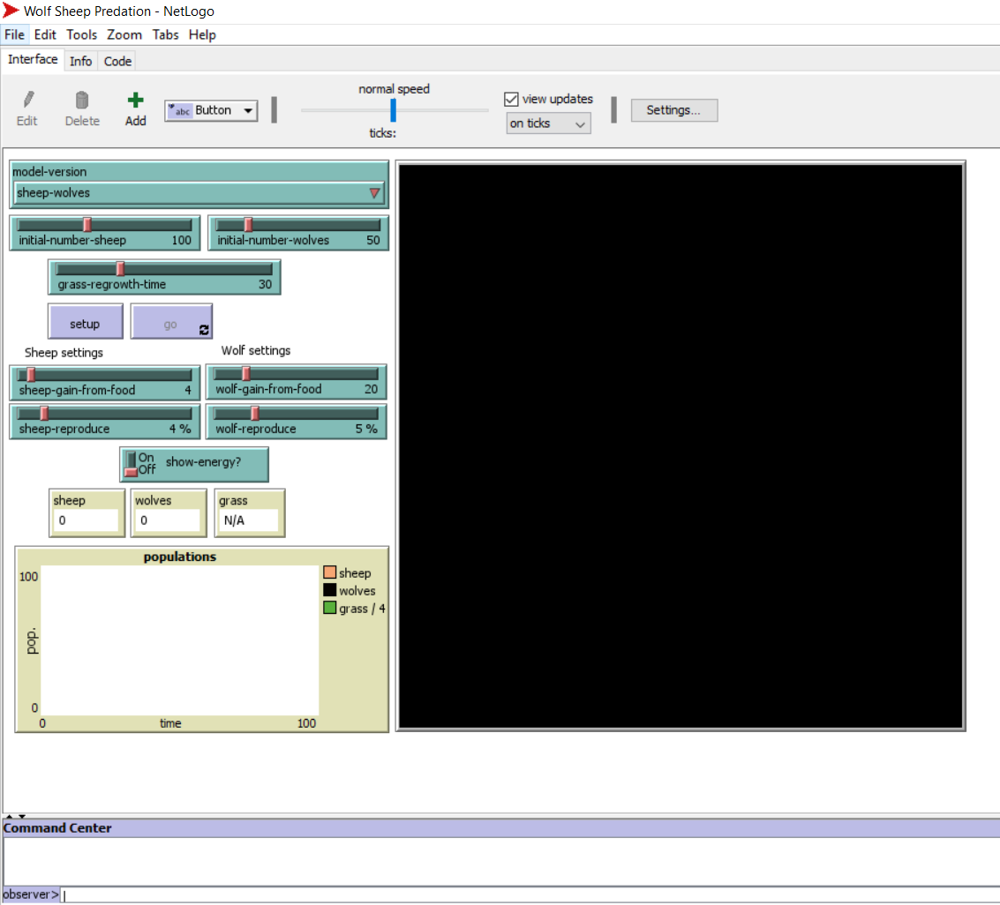 Wolf Sheep Predation - NetLogo
File Edit Tools Zoom Tabs Help
Interface Info Code
normal speed
Edit Delete Add
abc Button
ticks:
view updates
on ticks
Settings...
model-version
sheep-wolves
initial-number-sheep 100
initial-number-wolves 50
grass-regrowth-time 30
setup go
Sheep settings Wolf settings
sheep-gain-from-food 4
wolf-gain-from-food 20
sheep-reproduce 4 %
wolf-reproduce 5 %
On
Off
show-energy?
sheep
0
wolves
0
grass
N/A
populations
100
pop.
0
0 time 100
sheep
wolves
grass / 4
Command Center
observer>